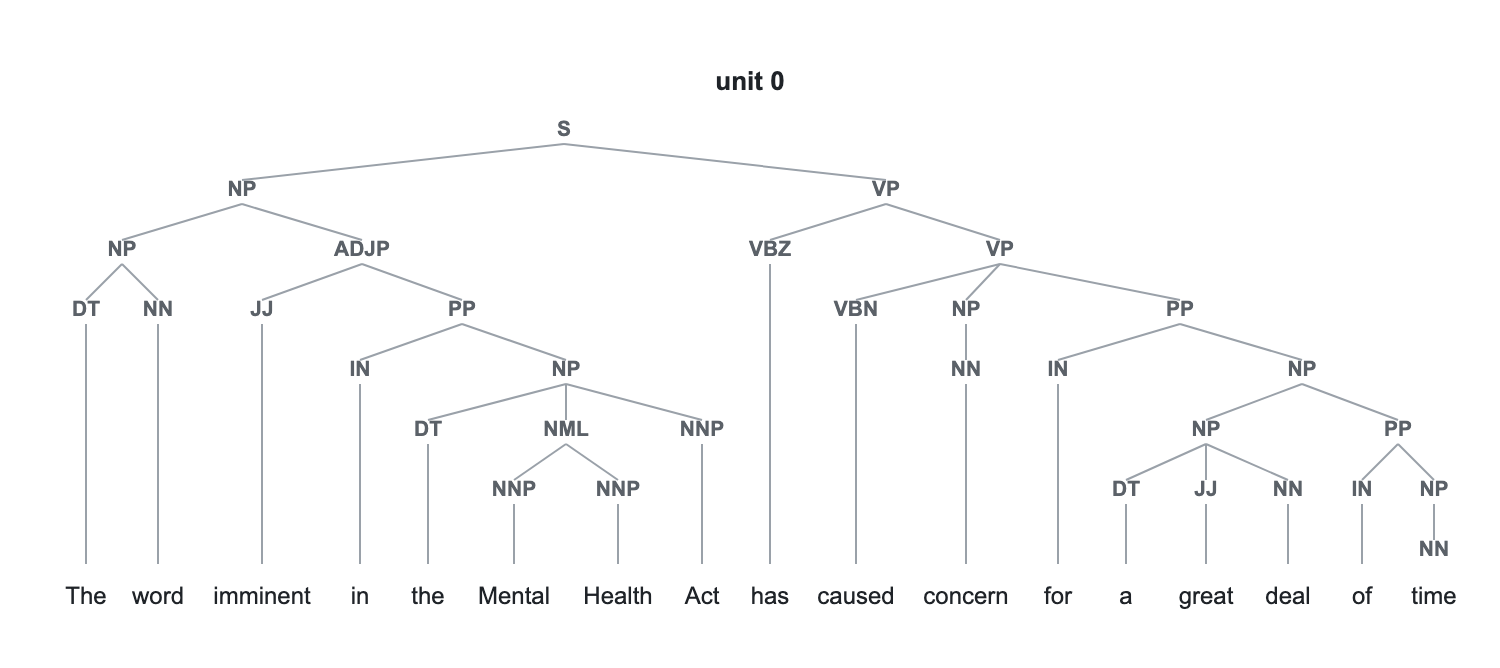 unit 0
S
NP VP
NP ADJP VBZ VP
DT NN JJ PP VBN NP PP
IN NP NN IN NP
DT NML NNP NP PP
NNP NNP DT JJ NN IN NP
NN
The word imminent in the Mental Health Act has caused concern for a great deal of time